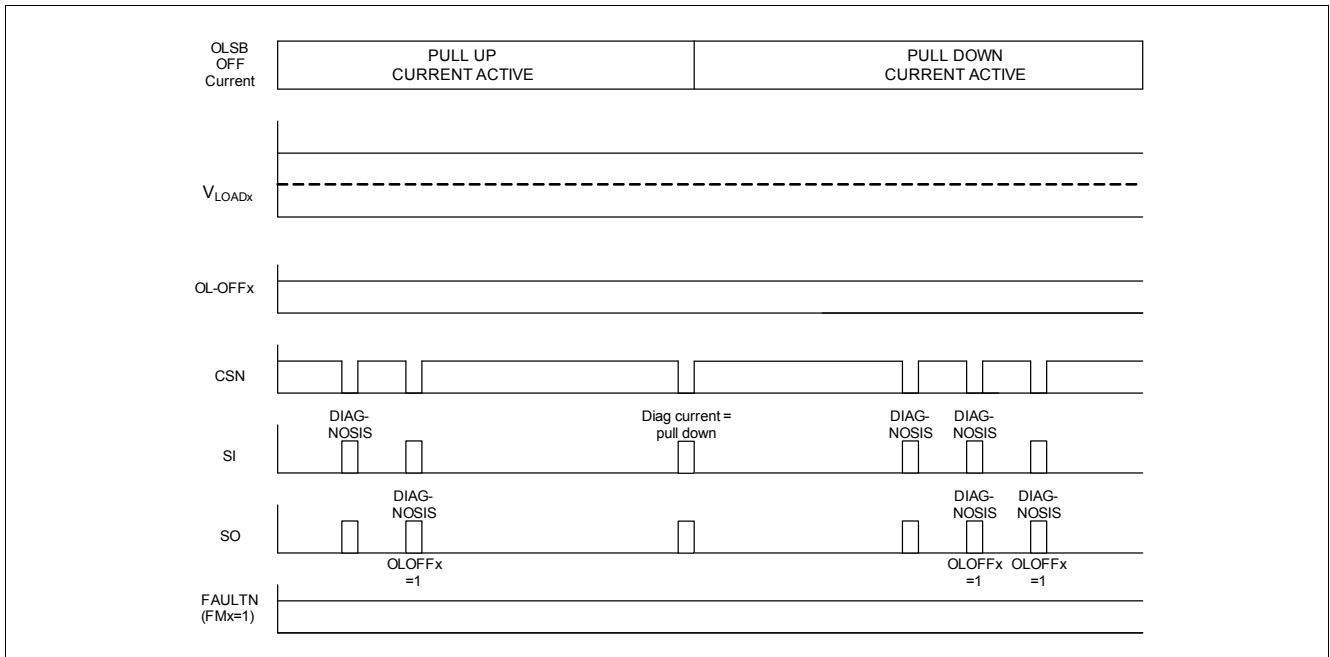 OLSB
OFF
Current
PULL UP
CURRENT ACTIVE
PULL DOWN
CURRENT ACTIVE
VLOADx
OL-OFFx
CSN
DIAG-
NOSIS
Diag current =
pull down
DIAG-
NOSIS
DIAG-
NOSIS
SI
DIAG-
NOSIS
DIAG-
NOSIS
DIAG-
NOSIS
SO
OLOFFx
=1
OLOFFx
=1
OLOFFx
=1
FAULTN
(FMx=1)